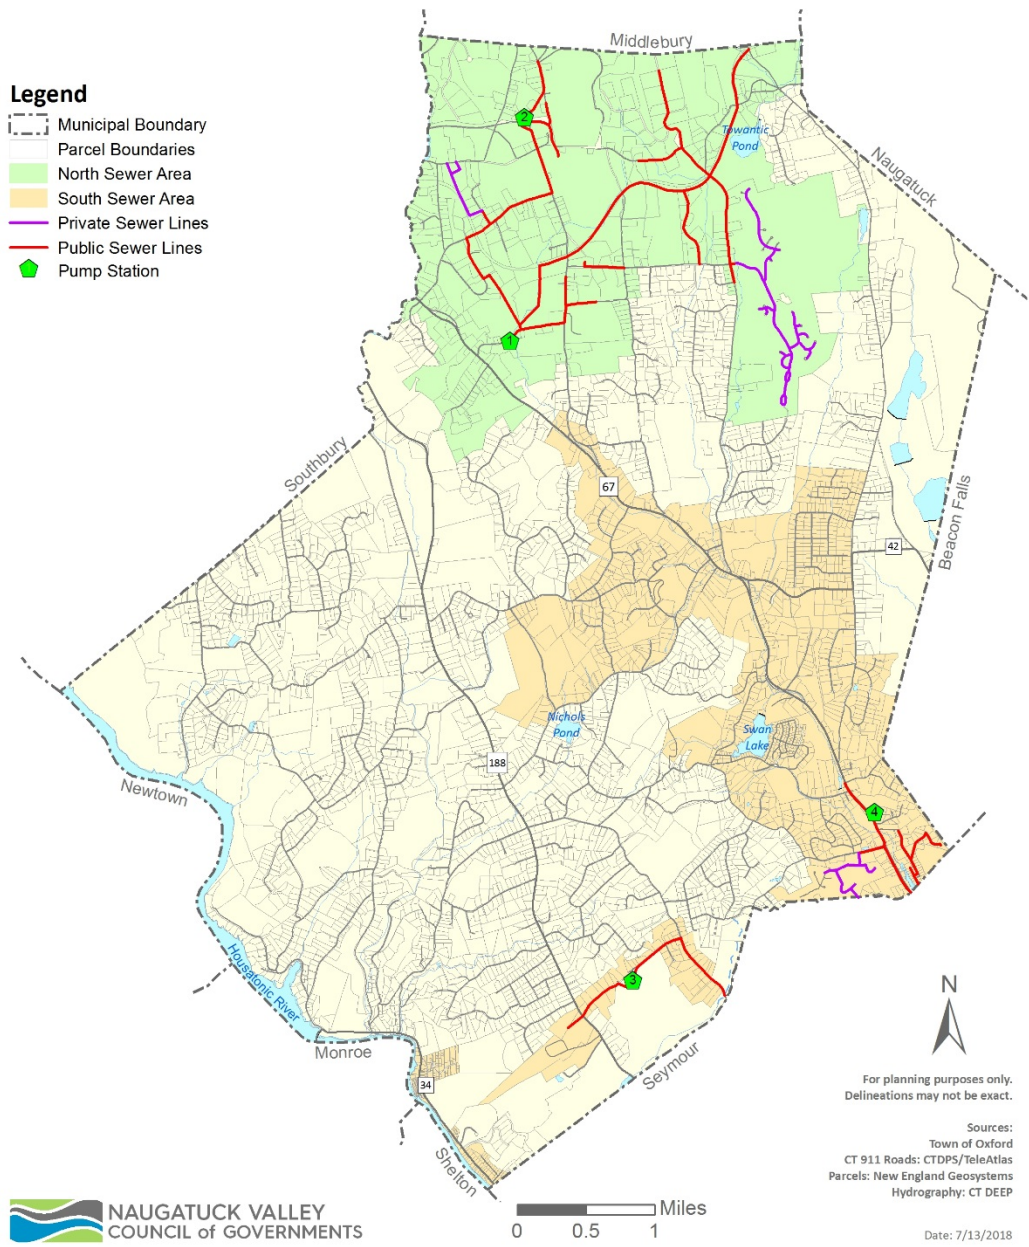 Middlebury
Legend
Municipal Boundary
Parcel Boundaries
North Sewer Area
South Sewer Area
Private Sewer Lines
Public Sewer Lines
Pump Station
2
Towantic
Pond
Naugatuck
1
Southbury
67
Beacon Falls
42
Nichols
Pond
Swan
Lake
188
Newtown
4
Housatonic River
3
Monroe
34
Seymour
Shelton
N
For planning purposes only.
Delineations may not be exact.
Sources:
Town of Oxford
CT 911 Roads: CTDPS/TeleAtlas
Parcels: New England Geosystems
Hydrography: CT DEEP
NAUGATUCK VALLEY
COUNCIL of GOVERNMENTS
Miles
0 0.5 1
Date: 7/13/2018